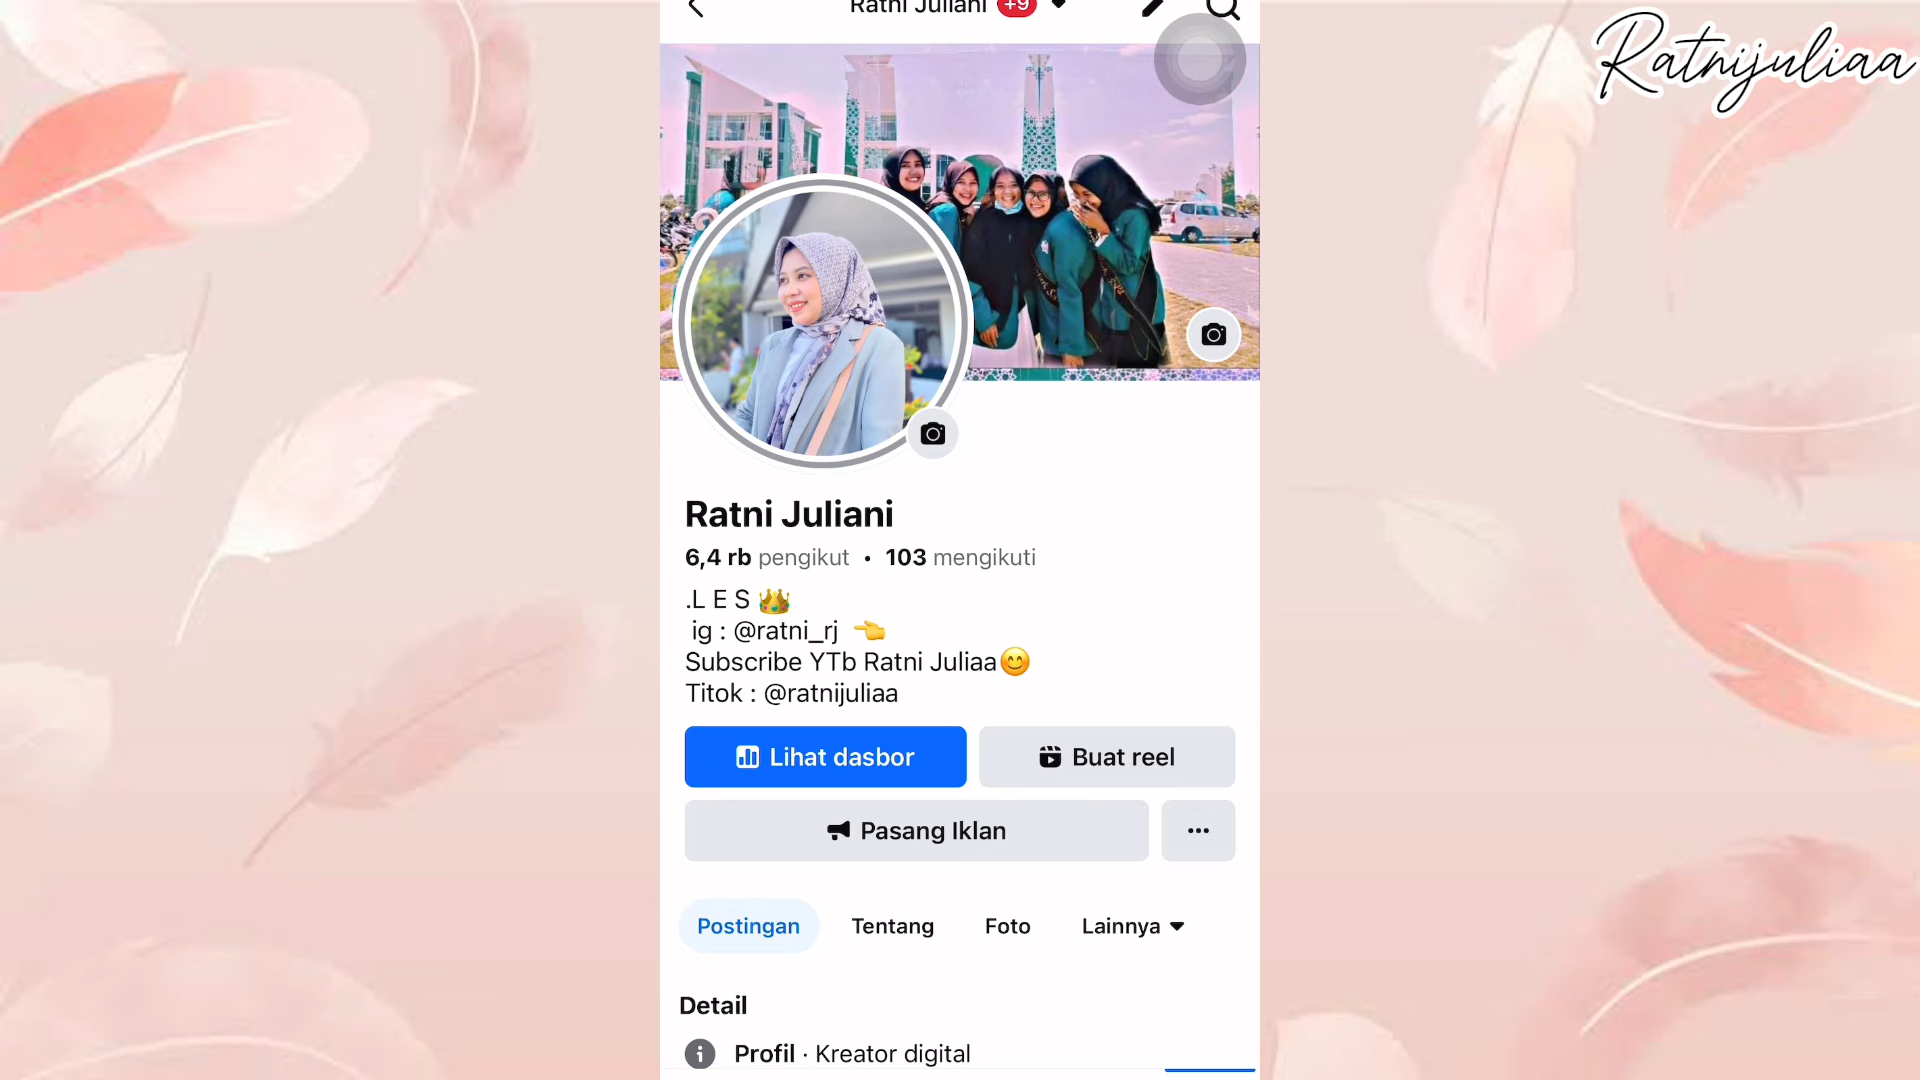 Ratnijuliaa
Ratni Juliani +9
Ratni Juliani
6,4 rb pengikut • 103 mengikuti
.L E S 👑
ig : @ratni_rj 👈
Subscribe YTb Ratni Juliaa😊
Titok : @ratnijuliaa
Lihat dasbor
Buat reel
Pasang Iklan
Postingan Tentang Foto Lainnya
Detail
Profil · Kreator digital